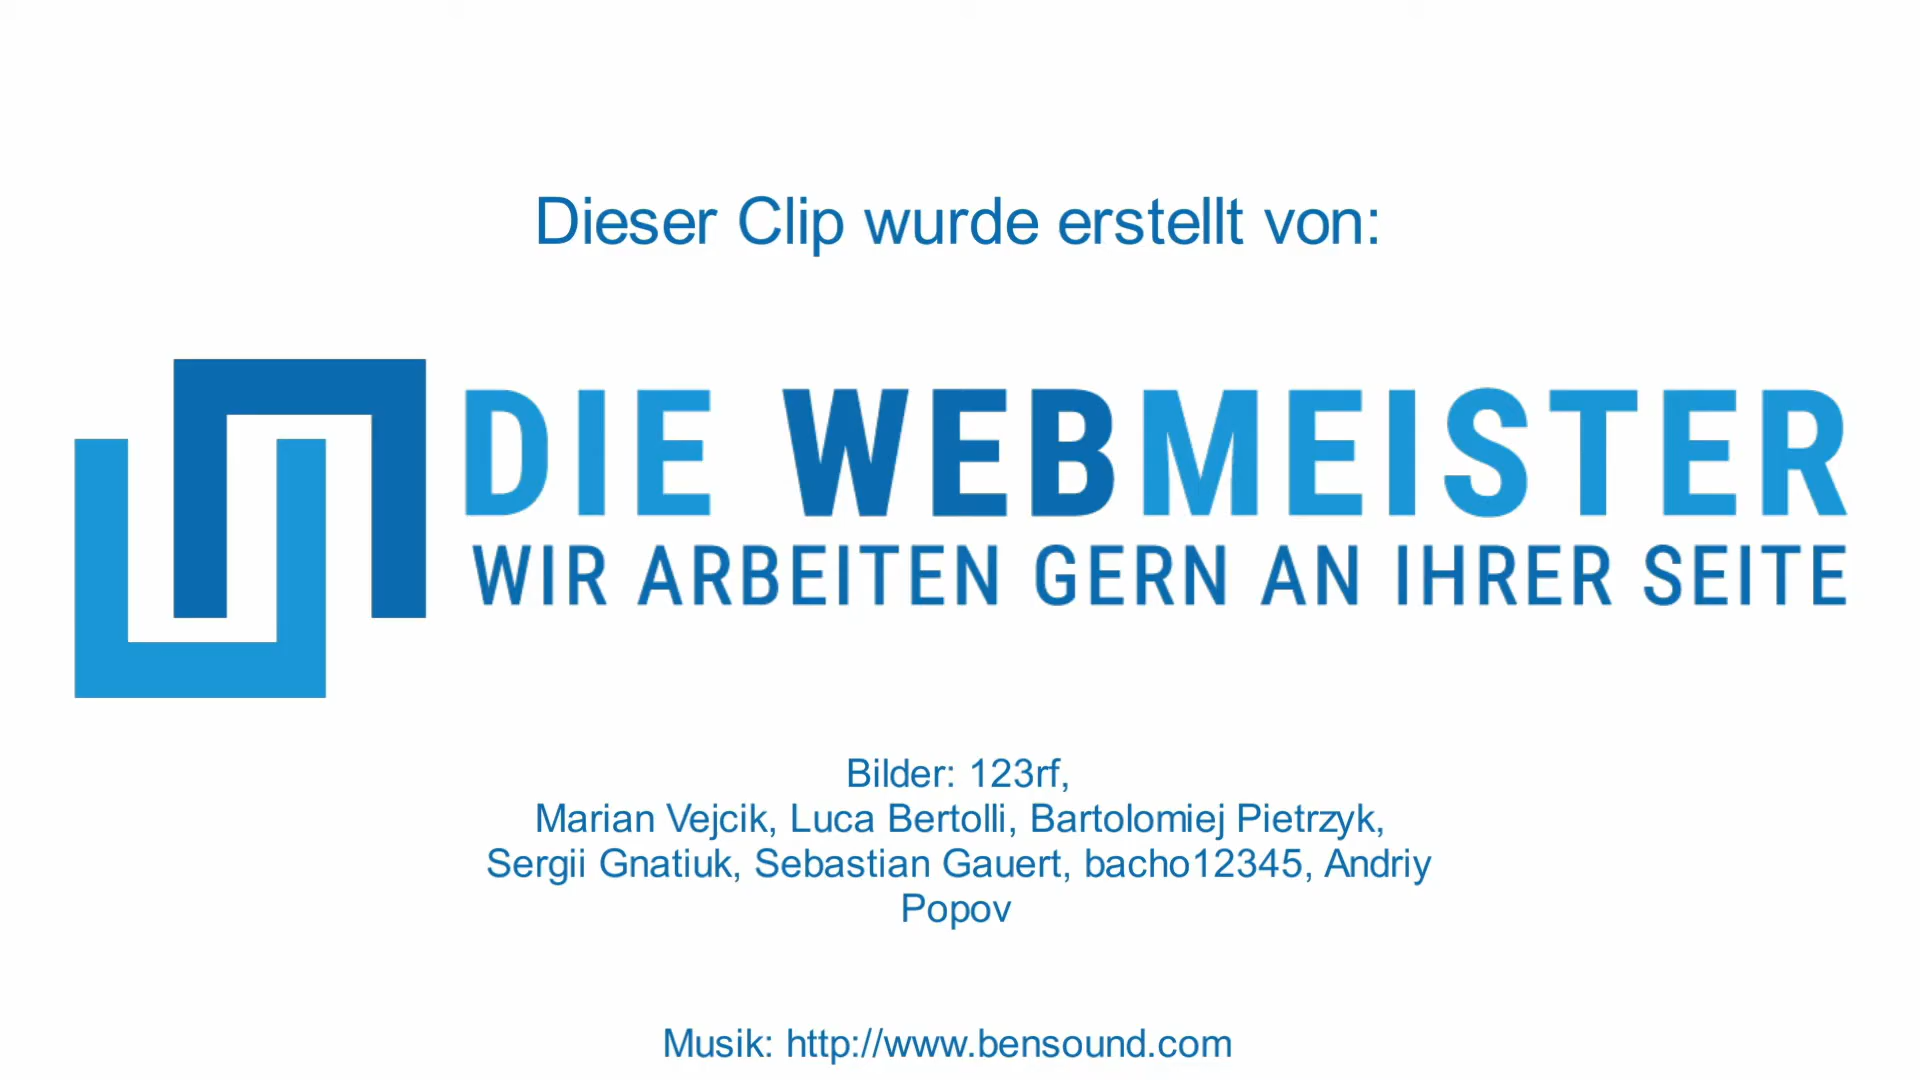 Dieser Clip wurde erstellt von:
DIE WEBMEISTER
WIR ARBEITEN GERN AN IHRER SEITE
Bilder: 123rf,
Marian Vejcik, Luca Bertolli, Bartolomiej Pietrzyk,
Sergii Gnatiuk, Sebastian Gauert, bacho12345, Andriy
Popov
Musik: http://www.bensound.com